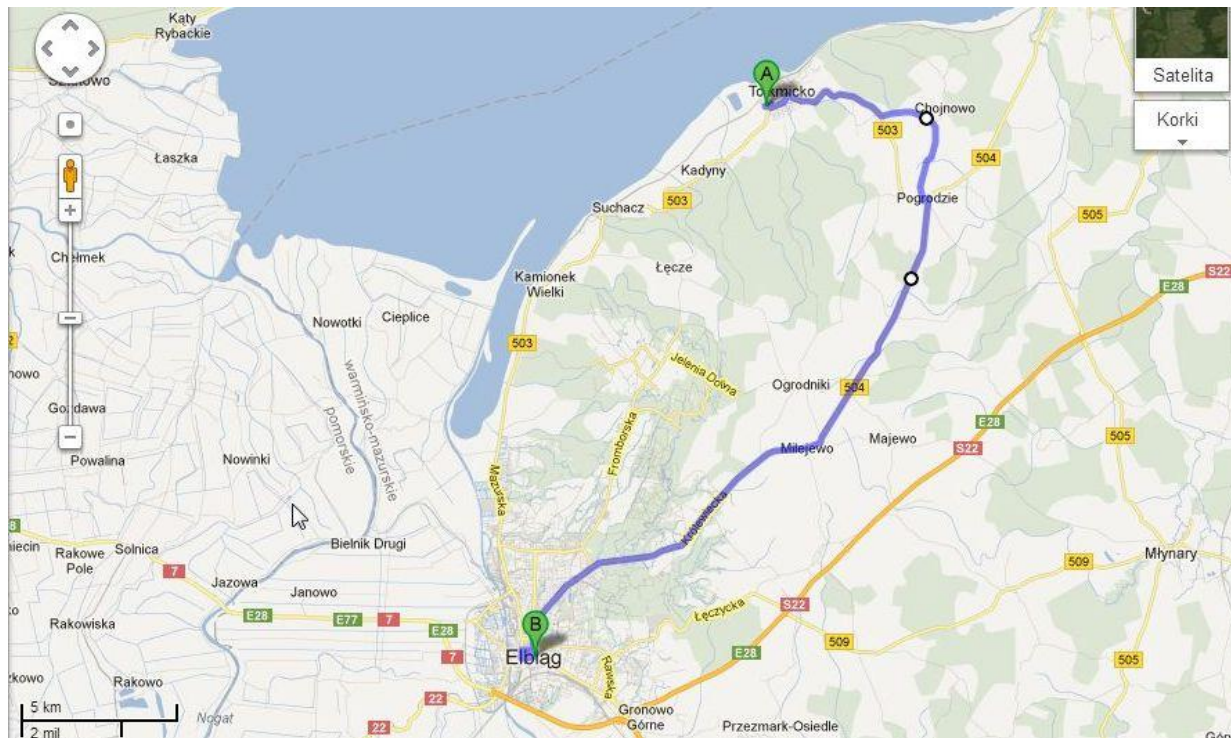 Kąty
Rybackie
A
Tolkmicko
Chojnowo
Satelita
Korki
503
504
Łaszka
Kadyny
Pogrodzie
503
505
Suchacz
Chełmek
Łęcze
Kamionek
Wielki
S22
E28
Nowotki
Cieplice
503
Jelenia Dolna
Ogrodniki
504
warmińsko-mazurskie
pomorskie
Gozdawa
E28
505
Majewo
S22
Milejewo
Powalina
Nowinki
Fromborska
Mazurska
Królewiecka
Bielnik Drugi
Solnica
Rakowe
Pole
7
Młynary
509
Jazowa
Janowo
Łęczycka
S22
E28
E77
7
B
E28
509
Rakowiska
7
Elbląg
E28
505
Rawska
Rakowo
22
5 km
Nogat
22
Gronowo
Górne
Przezmark-Osiedle
2 mil